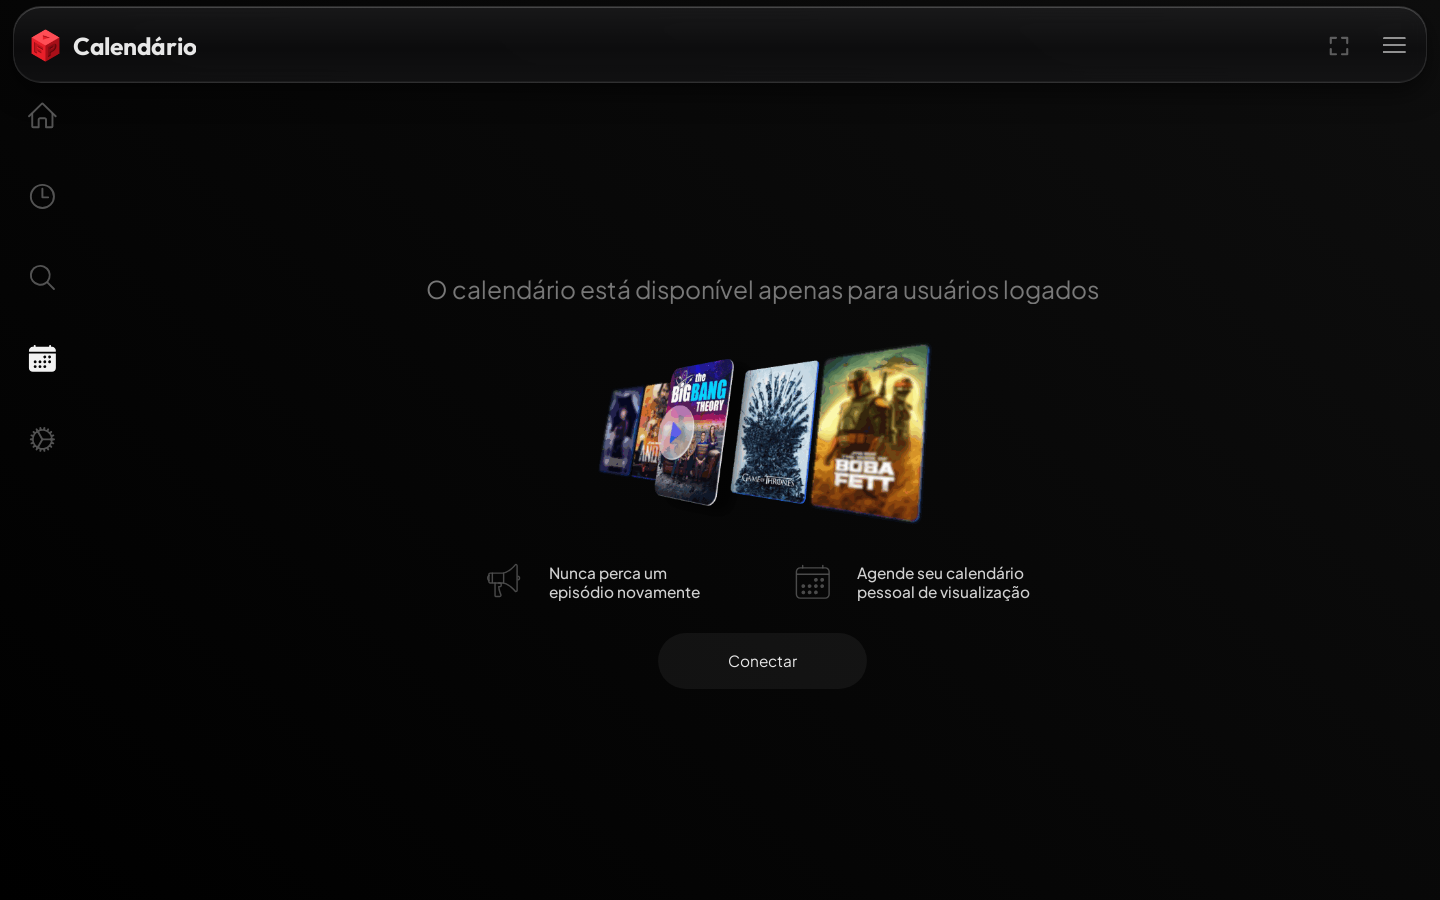 Calendário
O calendário está disponível apenas para usuários logados
the
BiG BANG
THEORY
GAME OF THRONES
BOBA
FETT
Nunca perca um
episódio novamente
Agende seu calendário
pessoal de visualização
Conectar